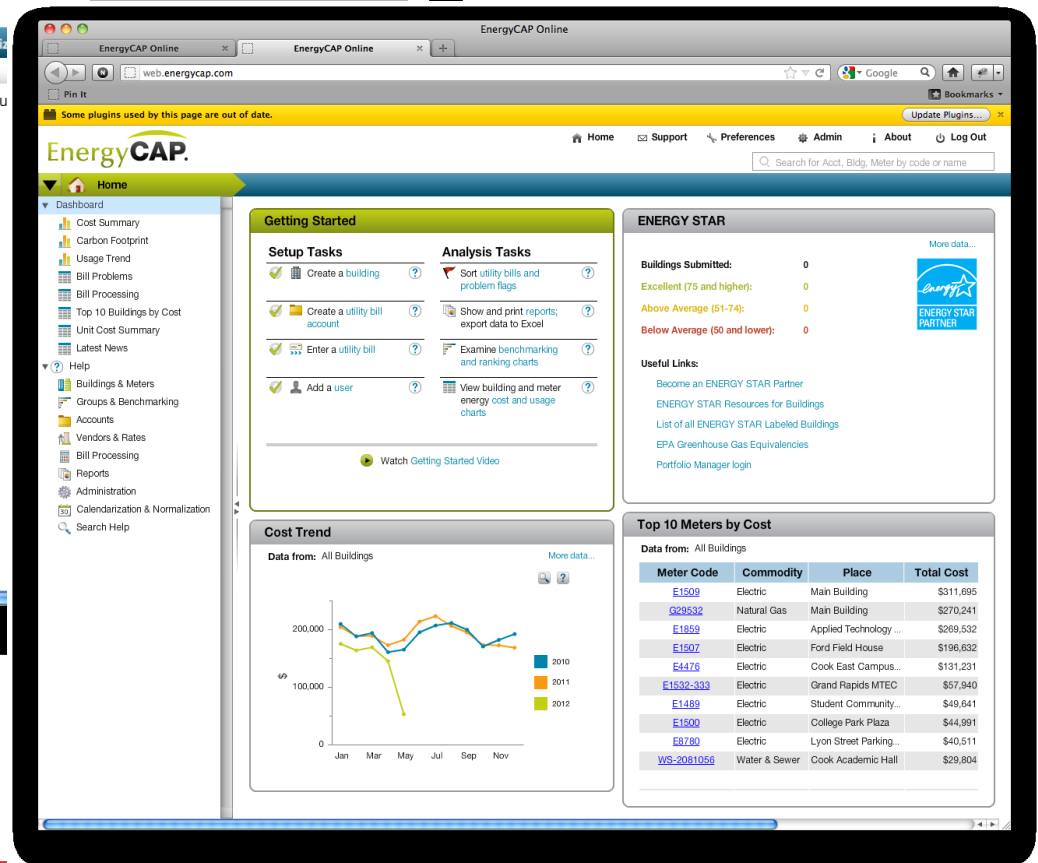 EnergyCAP Online
EnergyCAP Online × EnergyCAP Online × +
web.energycap.com Google
Pin It Bookmarks
Some plugins used by this page are out of date. Update Plugins... ×
EnergyCAP.
Home Support Preferences Admin About Log Out
Search for Acct, Bldg, Meter by code or name
Home
Dashboard
Cost Summary
Carbon Footprint
Usage Trend
Bill Problems
Bill Processing
Top 10 Buildings by Cost
Unit Cost Summary
Latest News
Help
Buildings & Meters
Groups & Benchmarking
Accounts
Vendors & Rates
Bill Processing
Reports
Administration
30 Calendarization & Normalization
Search Help
Getting Started
Setup Tasks
Create a building ?
Create a utility bill ?
account
Enter a utility bill ?
Add a user ?
Analysis Tasks
Sort utility bills and ?
problem flags
Show and print reports; ?
export data to Excel
Examine benchmarking ?
and ranking charts
View building and meter ?
energy cost and usage
charts
Watch Getting Started Video
ENERGY STAR
More data...
Buildings Submitted: 0
Excellent (75 and higher): 0
Above Average (51-74): 0
Below Average (50 and lower): 0
energy
ENERGY STAR
PARTNER
Useful Links:
Become an ENERGY STAR Partner
ENERGY STAR Resources for Buildings
List of all ENERGY STAR Labeled Buildings
EPA Greenhouse Gas Equivalencies
Portfolio Manager login
Cost Trend
Data from: All Buildings More data...
?
200,000
100,000
0
$
Jan Mar May Jul Sep Nov
2010
2011
2012
Top 10 Meters by Cost
Data from: All Buildings
Meter Code Commodity Place Total Cost
E1509 Electric Main Building $311,695
G29532 Natural Gas Main Building $270,241
E1859 Electric Applied Technology ... $269,532
E1507 Electric Ford Field House $196,632
E4476 Electric Cook East Campus... $131,231
E1532-333 Electric Grand Rapids MTEC $57,940
E1489 Electric Student Community... $49,641
E1500 Electric College Park Plaza $44,991
E8780 Electric Lyon Street Parking... $40,511
WS-2081056 Water & Sewer Cook Academic Hall $29,804